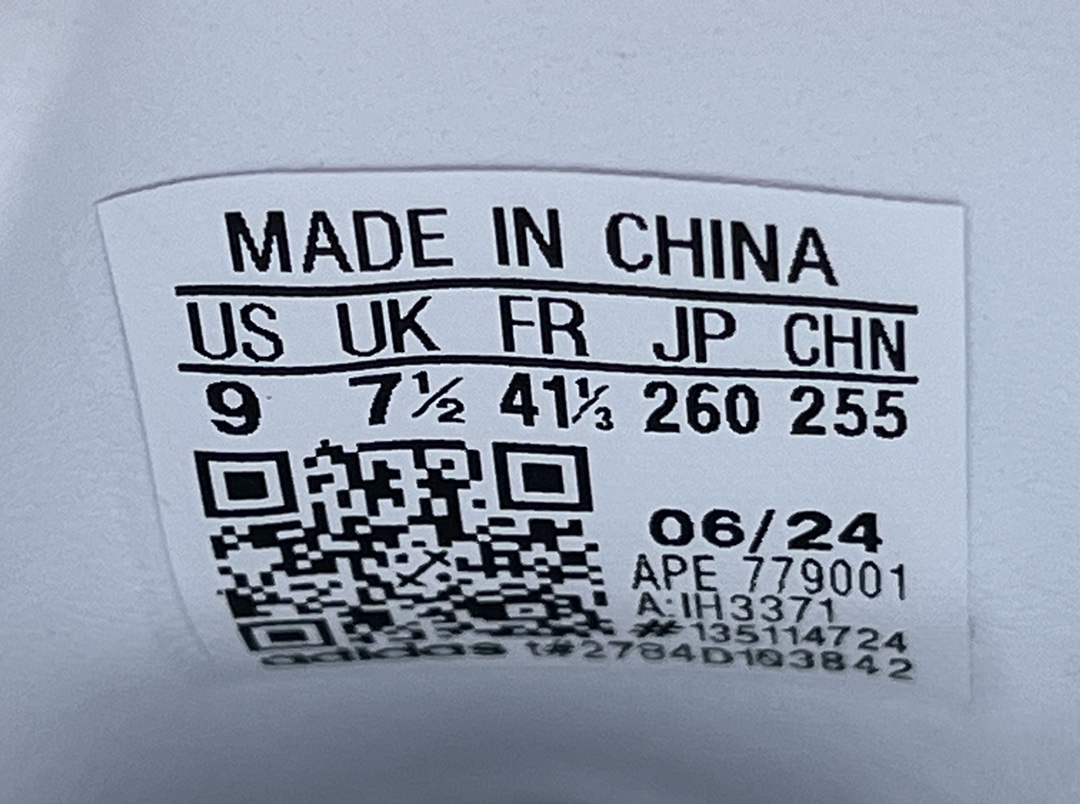 MADE IN CHINA
US UK FR JP CHN
9 7½ 41⅓ 260 255
06/24
APE 779001
A:IH3371
#135114724
adidas t#2784D1Q3842